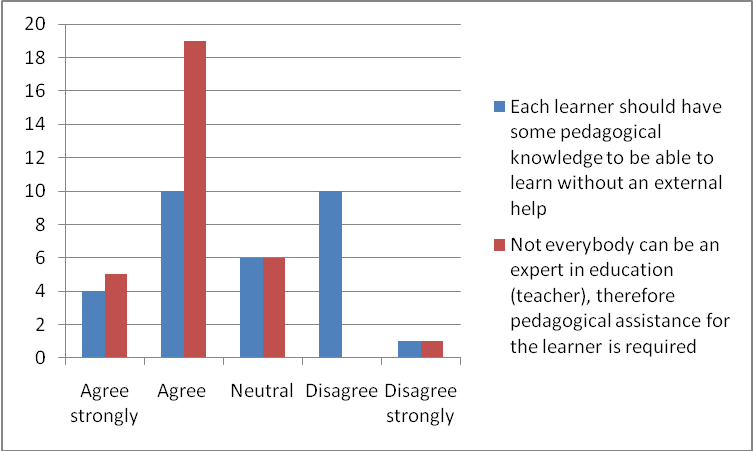 20
18
16
14
12
10
8
6
4
2
0
Agree
strongly
Agree
Neutral
Disagree
Disagree
strongly
Each learner should have
some pedagogical
knowledge to be able to
learn without an external
help
Not everybody can be an
expert in education
(teacher), therefore
pedagogical assistance for
the learner is required